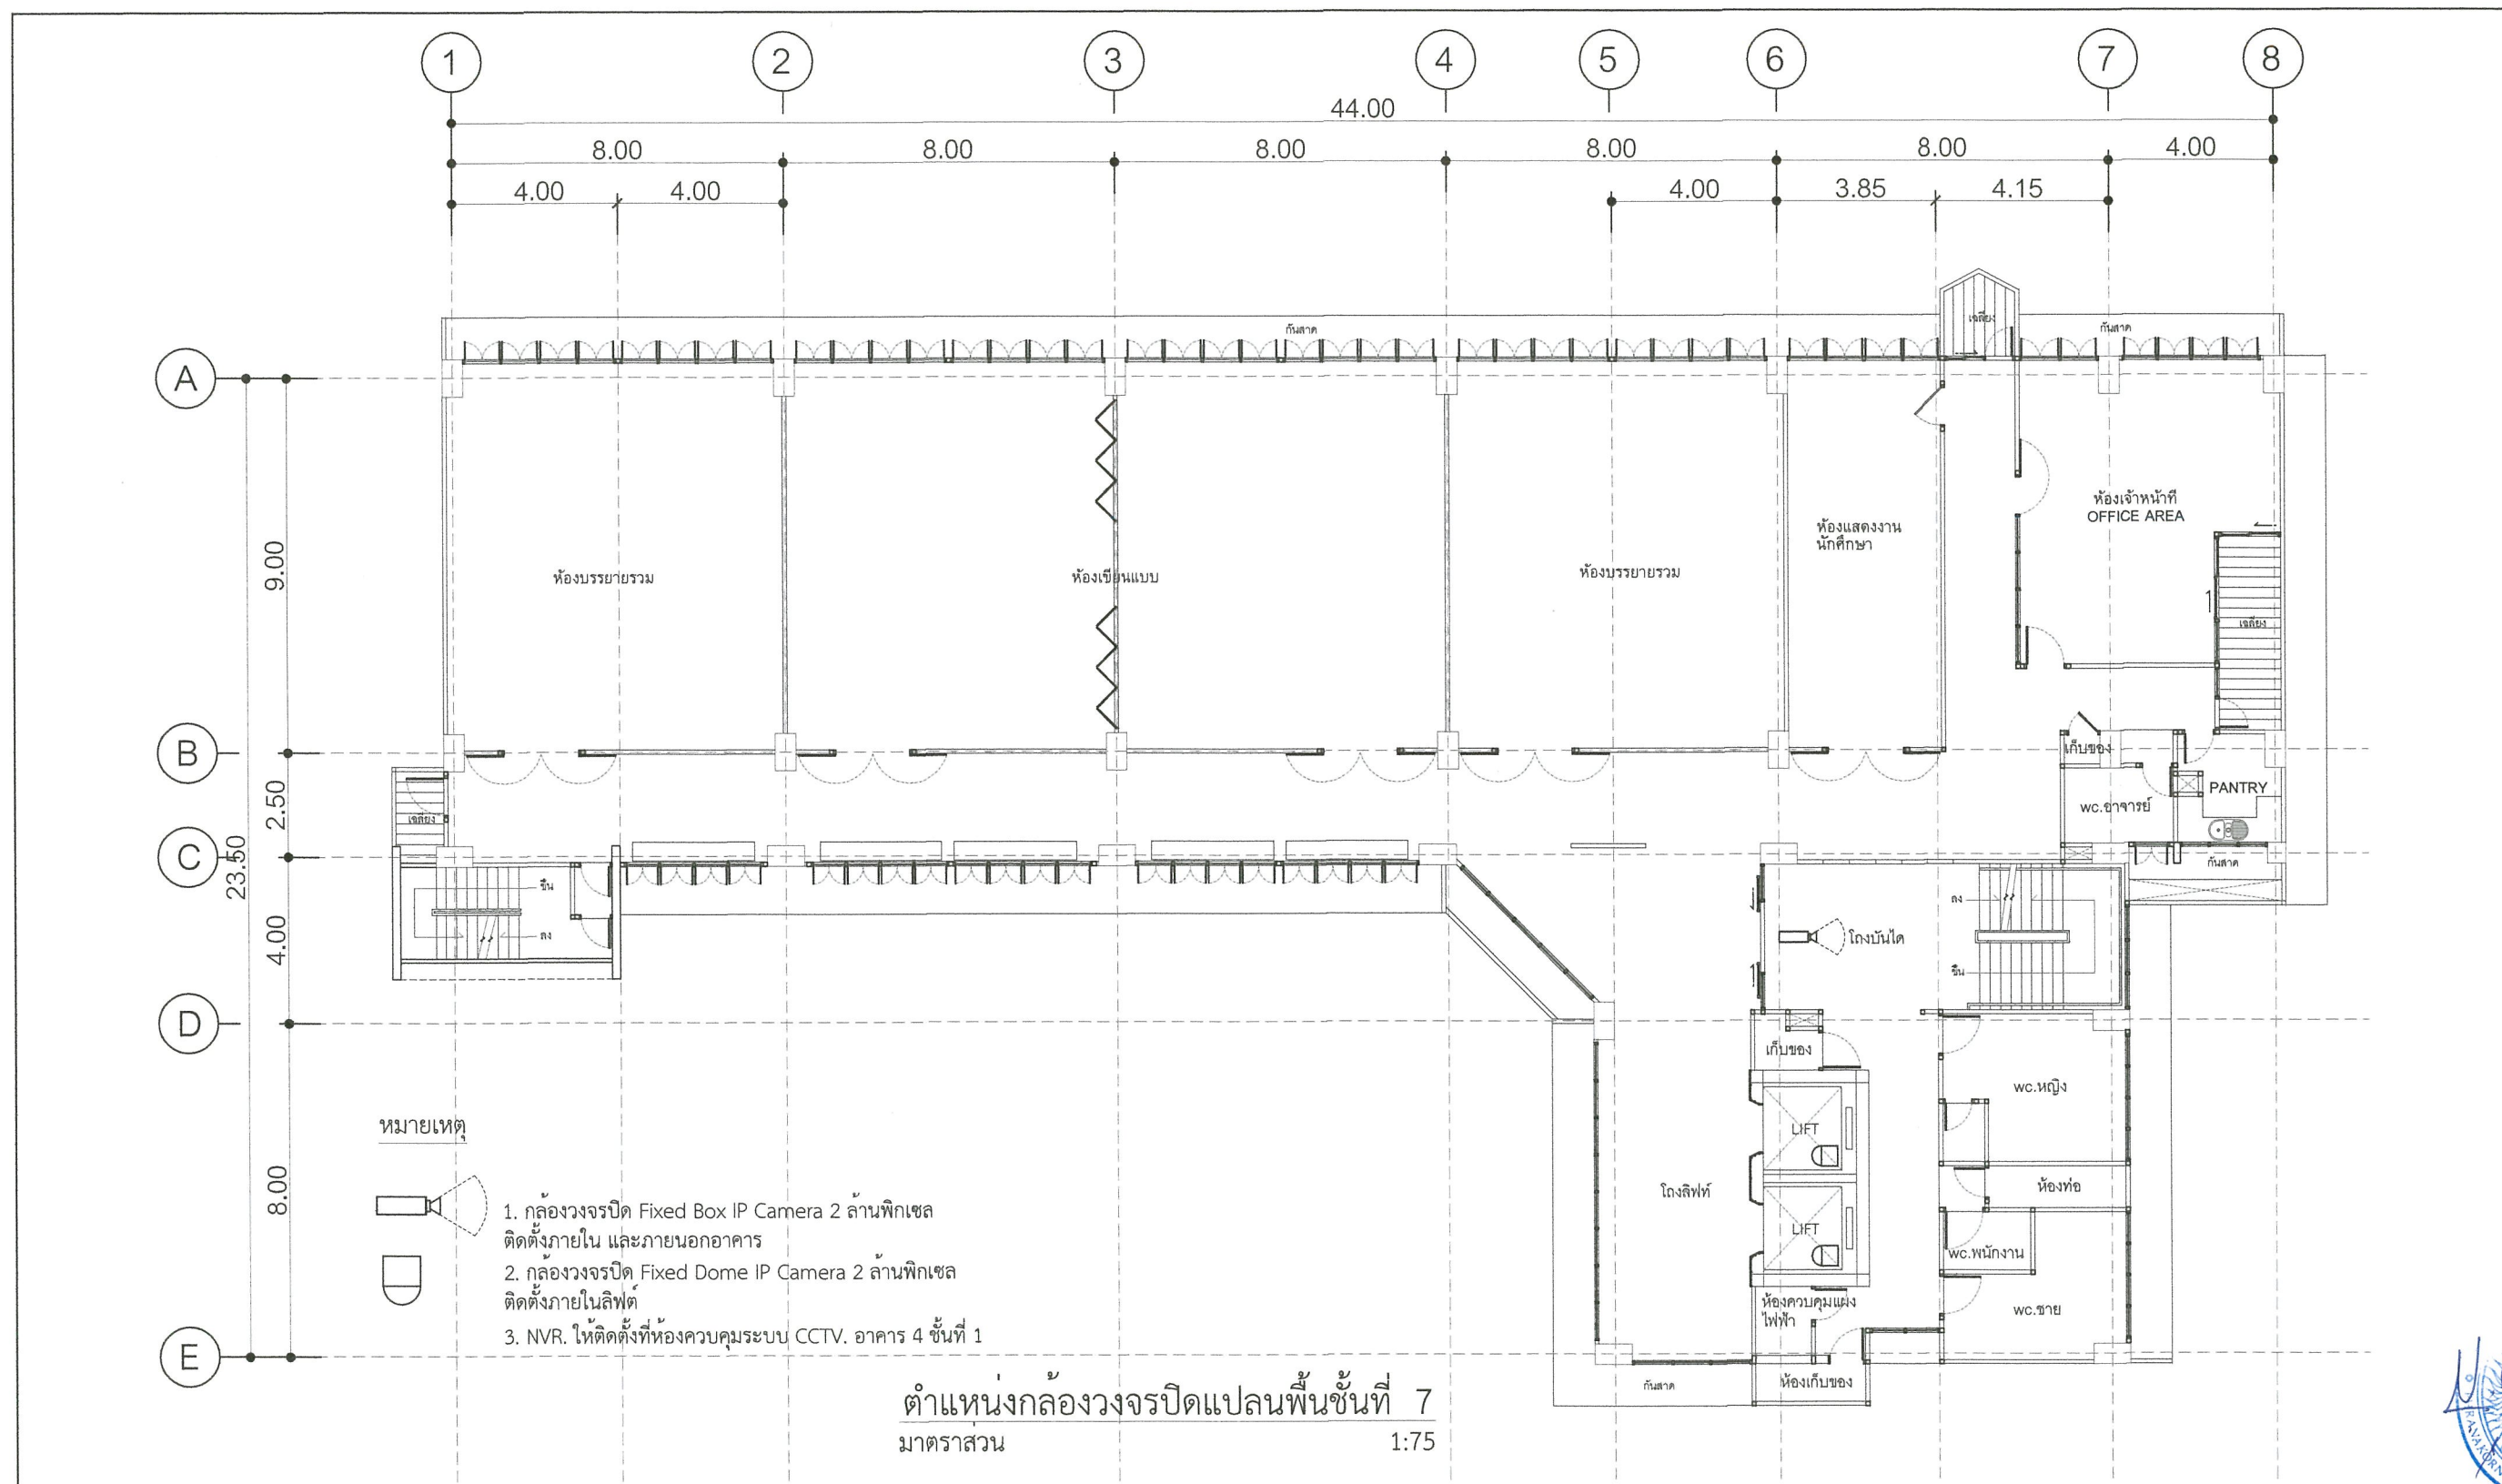 1 2 3 4 5 6 7 8
44.00
8.00 8.00 8.00 8.00 8.00 4.00
4.00 4.00 4.00 3.85 4.15
กันสาด
เฉลียง
กันสาด
A
9.00
ห้องเจ้าหน้าที่
OFFICE AREA
ห้องแสดงงาน
นักศึกษา
ห้องบรรยายรวม
ห้องเขียนแบบ
ห้องบรรยายรวม
เฉลียง
B
เก็บของ
PANTRY
wc.อาจารย์
2.50
เฉลียง
C
23.50
กันสาด
ขึ้น
ลง
ลง
ขึ้น
โถงบันได
4.00
D
เก็บของ
wc.หญิง
LIFT
โถงลิฟท์
ห้องท่อ
LIFT
wc.พนักงาน
ห้องควบคุมแผง
ไฟฟ้า
wc.ชาย
8.00
หมายเหตุ
1. กล้องวงจรปิด Fixed Box IP Camera 2 ล้านพิกเซล
ติดตั้งภายใน และภายนอกอาคาร
2. กล้องวงจรปิด Fixed Dome IP Camera 2 ล้านพิกเซล
ติดตั้งภายในลิฟต์
3. NVR. ให้ติดตั้งที่ห้องควบคุมระบบ CCTV. อาคาร 4 ชั้นที่ 1
E
กันสาด
ห้องเก็บของ
ตำแหน่งกล้องวงจรปิดแปลนพื้นชั้นที่ 7
มาตราส่วน 1:75